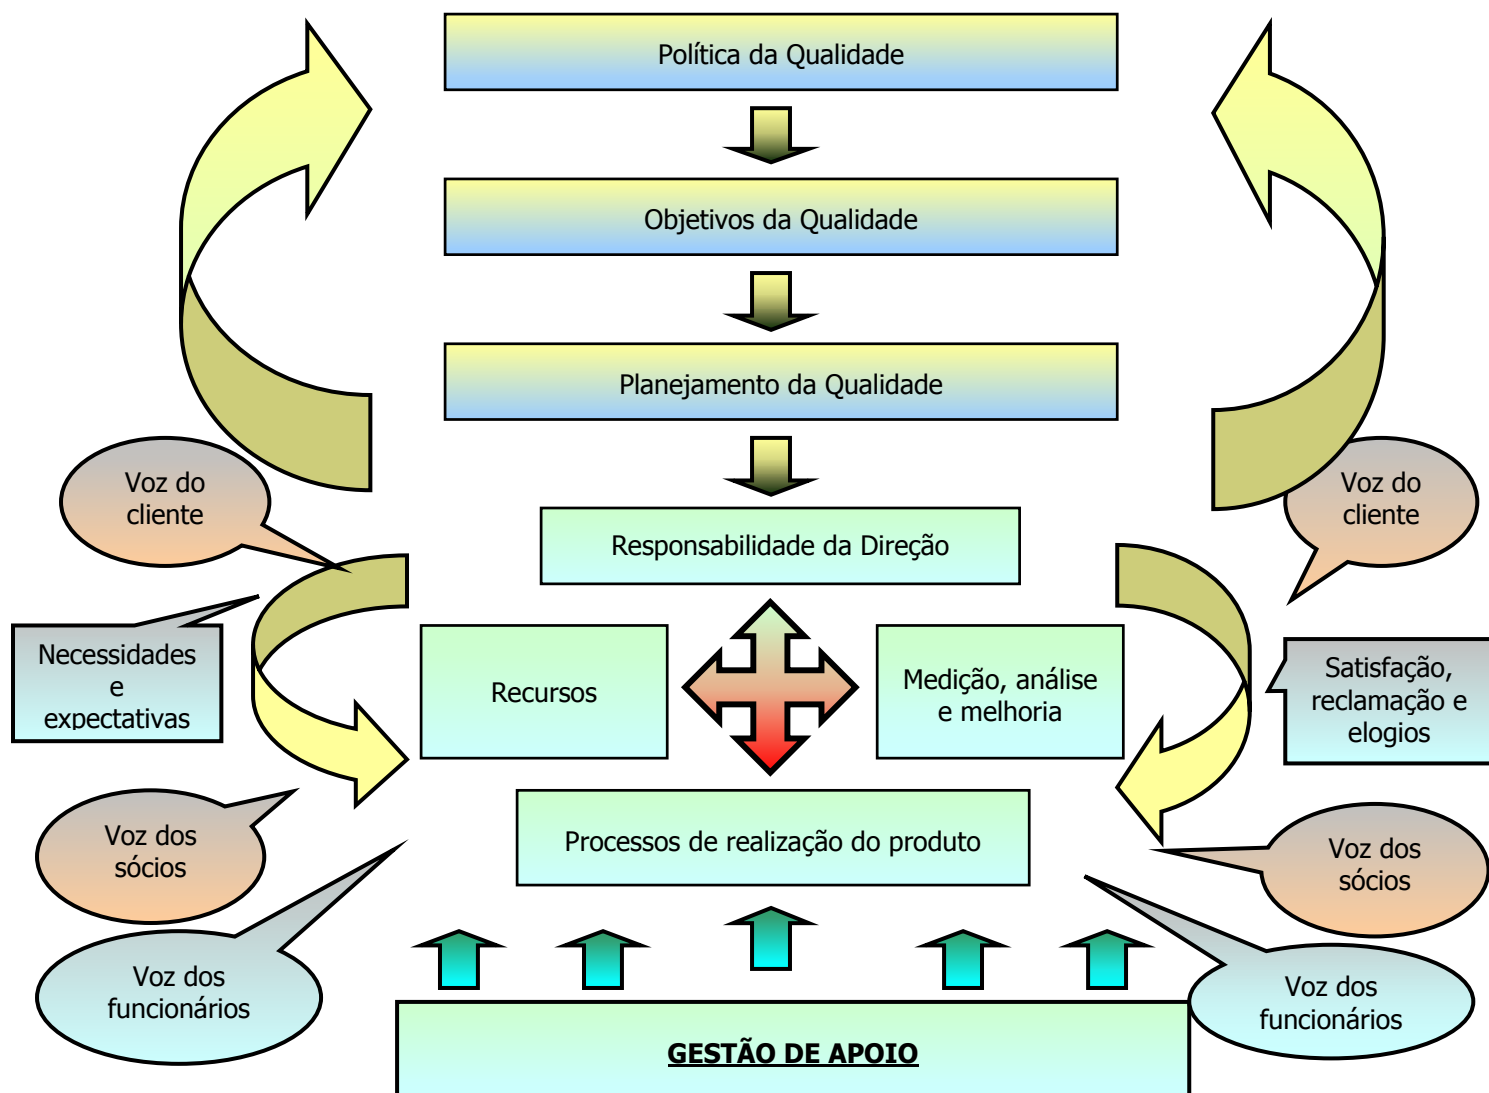 Política da Qualidade
Objetivos da Qualidade
Planejamento da Qualidade
Voz do
cliente
Voz do
cliente
Responsabilidade da Direção
Necessidades
e
expectativas
Recursos
Medição, análise
e melhoria
Satisfação,
reclamação e
elogios
Voz dos
sócios
Processos de realização do produto
Voz dos
sócios
Voz dos
funcionários
Voz dos
funcionários
GESTÃO DE APOIO